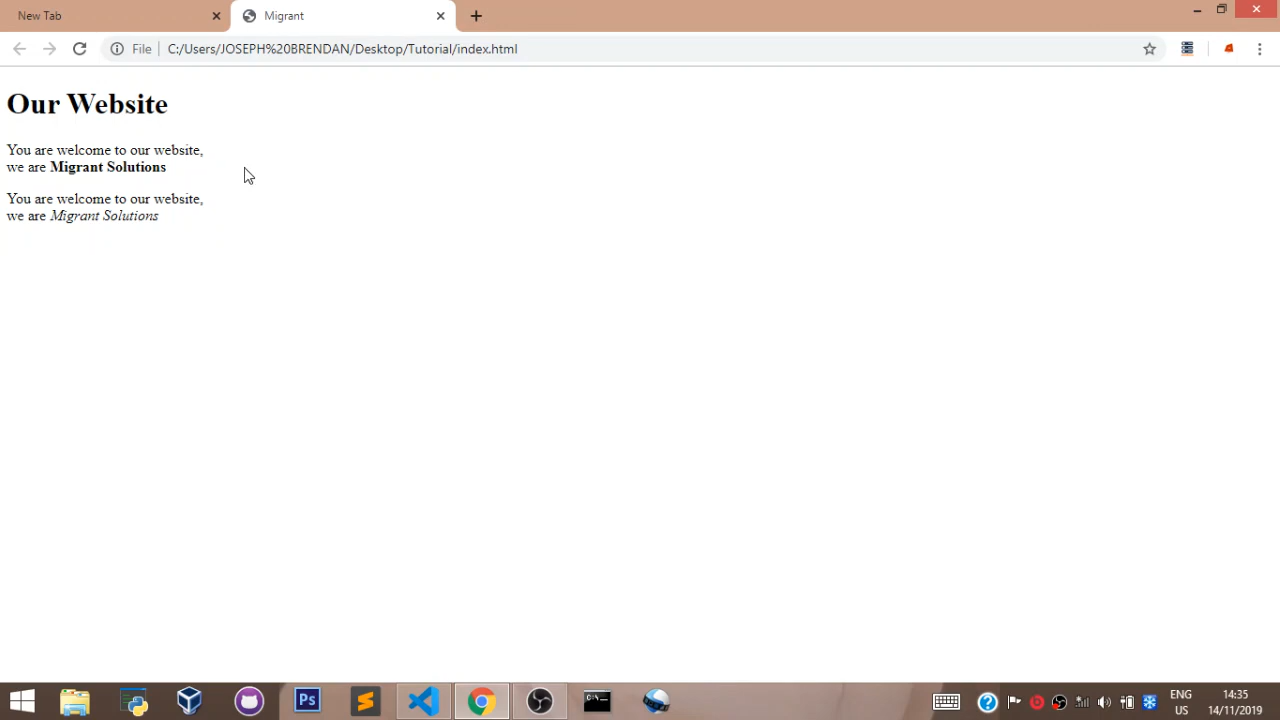 New Tab
Migrant
File
C:/Users/JOSEPH%20BRENDAN/Desktop/Tutorial/index.html
Our Website
You are welcome to our website,
we are Migrant Solutions
You are welcome to our website,
we are Migrant Solutions
Ps
ENG
US
14:35
14/11/2019